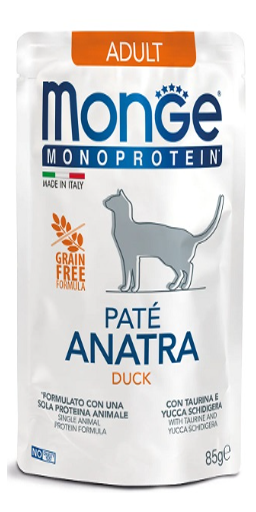 ADULT
Monge
MONOPROTEIN
MADE IN ITALY
GRAIN
FREE
FORMULA
PATÉ
ANATRA
DUCK
*FORMULATO CON UNA
SOLA PROTEINA ANIMALE
SINGLE ANIMAL
PROTEIN FORMULA
CON TAURINA E
YUCCA SCHIDIGERA
WITH TAURINE AND
YUCCA SCHIDIGERA
NO
85g℮